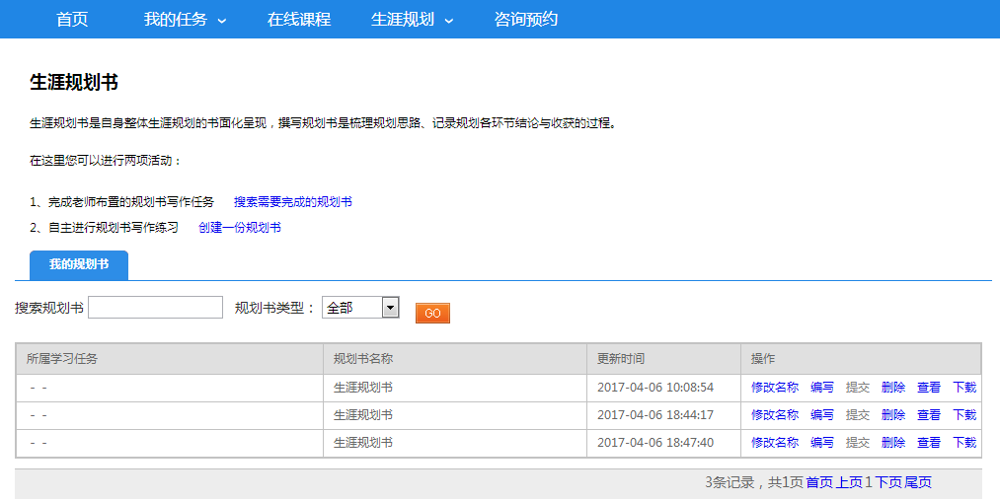 首页 我的任务 在线课程 生涯规划 咨询预约
生涯规划书
生涯规划书是自身整体生涯规划的书面化呈现，撰写规划书是梳理规划思路、记录规划各环节结论与收获的过程。
在这里您可以进行两项活动：
1、完成老师布置的规划书写作任务 搜索需要完成的规划书
2、自主进行规划书写作练习 创建一份规划书
我的规划书
搜索规划书 规划书类型： 全部 GO
所属学习任务 规划书名称 更新时间 操作
- - 生涯规划书 2017-04-06 10:08:54 修改名称 编写 提交 删除 查看 下载
- - 生涯规划书 2017-04-06 18:44:17 修改名称 编写 提交 删除 查看 下载
- - 生涯规划书 2017-04-06 18:47:40 修改名称 编写 提交 删除 查看 下载
3条记录，共1页 首页 上页 1 下页 尾页